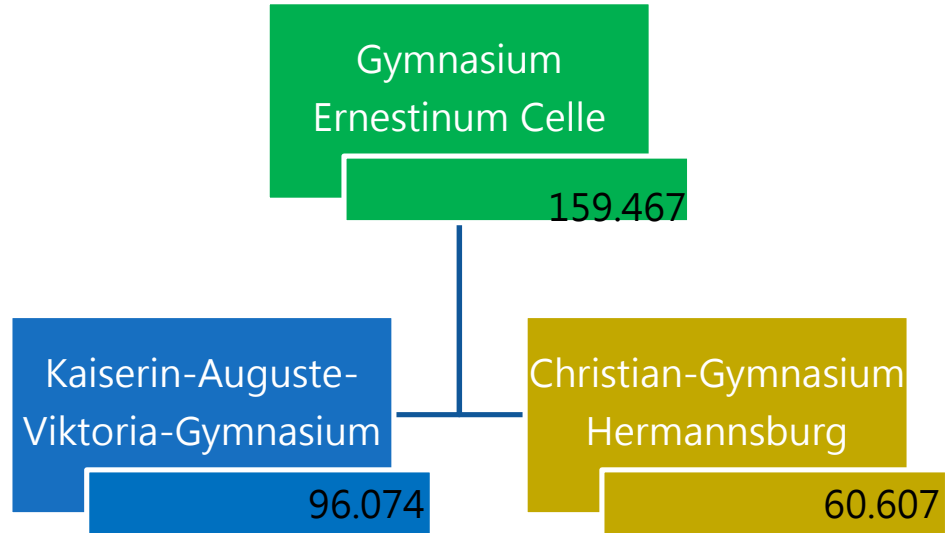 Gymnasium
Ernestinum Celle
159.467
Kaiserin-Auguste-
Viktoria-Gymnasium
96.074
Christian-Gymnasium
Hermannsburg
60.607